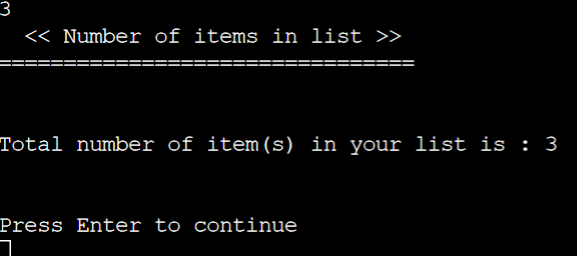 3
<< Number of items in list >>
================================
Total number of item(s) in your list is : 3
Press Enter to continue